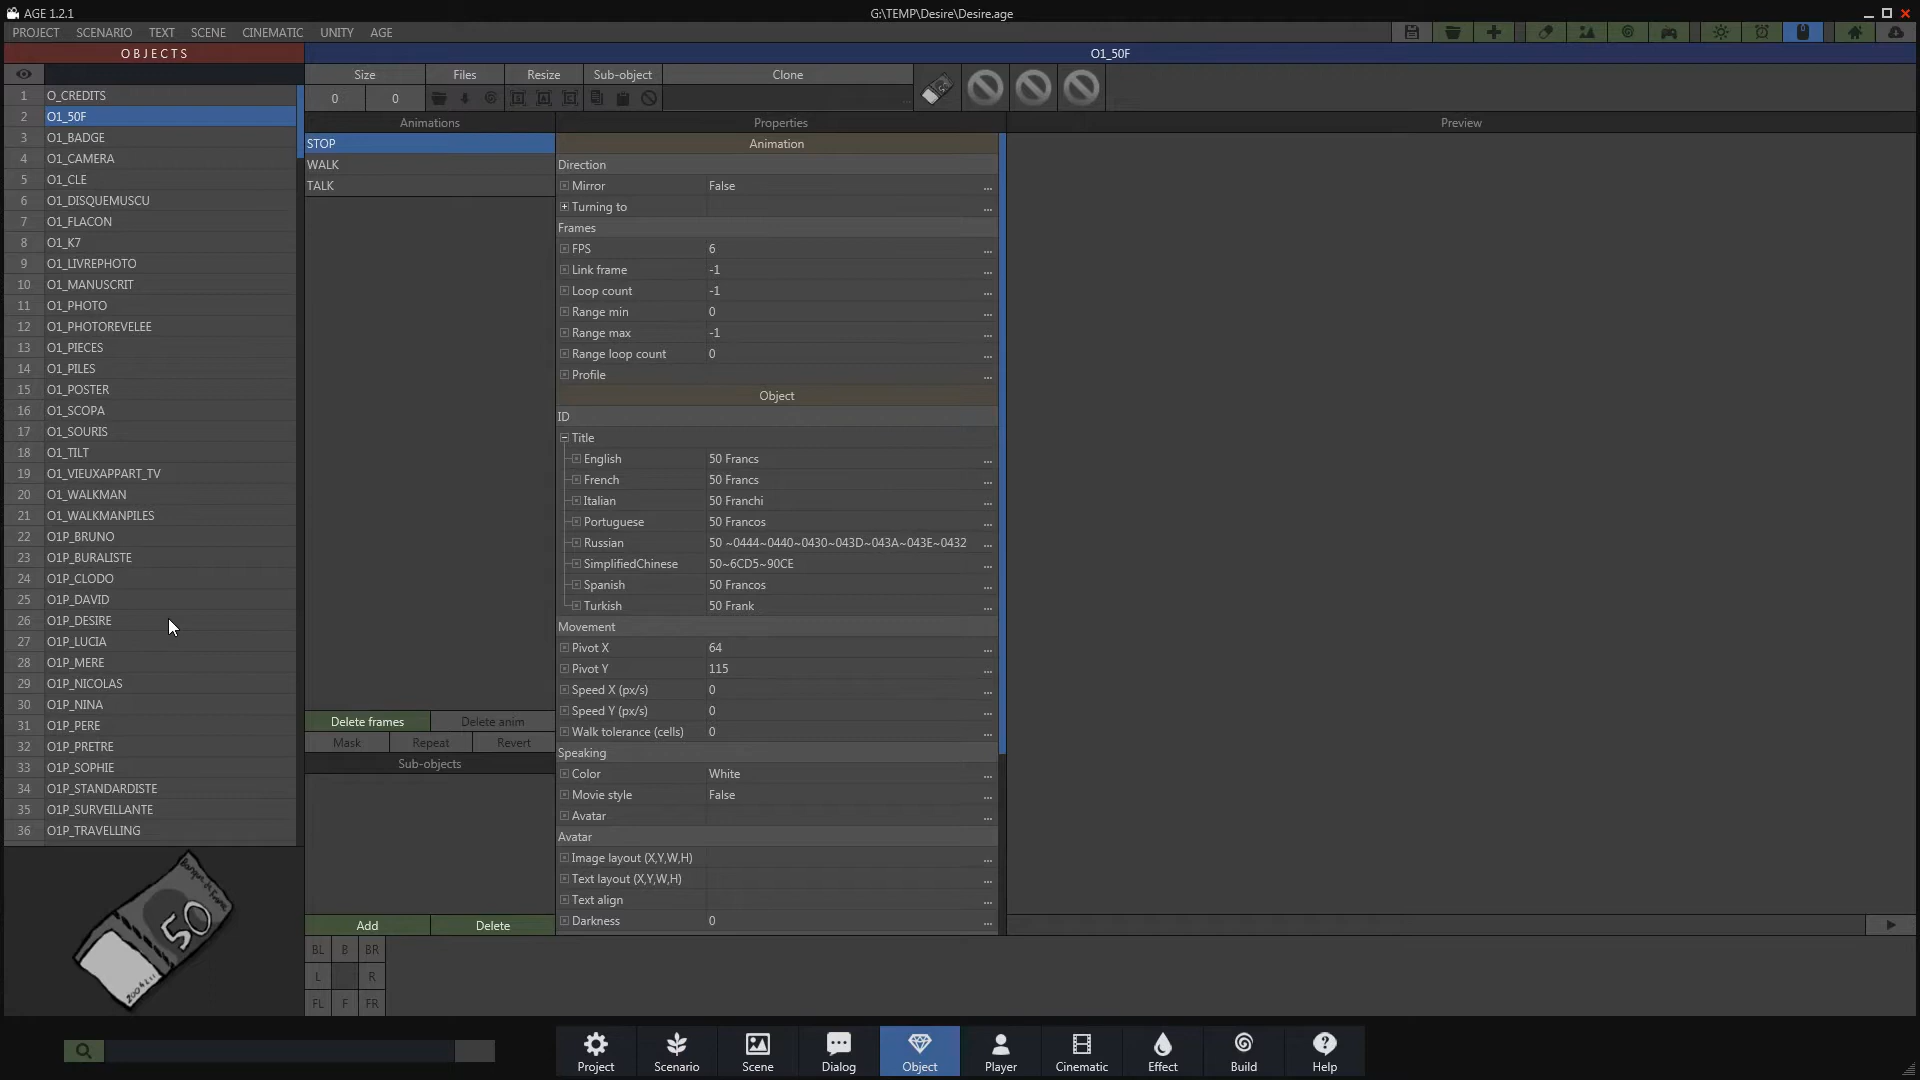 AGE 1.2.1
G:\TEMP\Desire\Desire.age
PROJECT SCENARIO TEXT SCENE CINEMATIC UNITY AGE
OBJECTS
O1_50F
Size Files Resize Sub-object Clone
0 0 ...
1 O_CREDITS
2 O1_50F
3 O1_BADGE
4 O1_CAMERA
5 O1_CLE
6 O1_DISQUEMUSCU
7 O1_FLACON
8 O1_K7
9 O1_LIVREPHOTO
10 O1_MANUSCRIT
11 O1_PHOTO
12 O1_PHOTOREVELEE
13 O1_PIECES
14 O1_PILES
15 O1_POSTER
16 O1_SCOPA
17 O1_SOURIS
18 O1_TILT
19 O1_VIEUXAPPART_TV
20 O1_WALKMAN
21 O1_WALKMANPILES
22 O1P_BRUNO
23 O1P_BURALISTE
24 O1P_CLODO
25 O1P_DAVID
26 O1P_DESIRE
27 O1P_LUCIA
28 O1P_MERE
29 O1P_NICOLAS
30 O1P_NINA
31 O1P_PERE
32 O1P_PRETRE
33 O1P_SOPHIE
34 O1P_STANDARDISTE
35 O1P_SURVEILLANTE
36 O1P_TRAVELLING
Banque de France
50
Animations
STOP
WALK
TALK
Delete frames Delete anim
Mask Repeat Revert
Sub-objects
Add Delete
BL B BR
L R
FL F FR
Properties
Animation
Direction
Mirror False ...
Turning to ...
Frames
FPS 6 ...
Link frame -1 ...
Loop count -1 ...
Range min 0 ...
Range max -1 ...
Range loop count 0 ...
Profile ...
Object
ID
Title
English 50 Francs ...
French 50 Francs ...
Italian 50 Franchi ...
Portuguese 50 Francos ...
Russian 50 ~0444~0440~0430~043D~043A~043E~0432 ...
SimplifiedChinese 50~6CD5~90CE ...
Spanish 50 Francos ...
Turkish 50 Frank ...
Movement
Pivot X 64 ...
Pivot Y 115 ...
Speed X (px/s) 0 ...
Speed Y (px/s) 0 ...
Walk tolerance (cells) 0 ...
Speaking
Color White ...
Movie style False ...
Avatar ...
Avatar
Image layout (X,Y,W,H) ...
Text layout (X,Y,W,H) ...
Text align ...
Darkness 0 ...
Preview
Project Scenario Scene Dialog Object Player Cinematic Effect Build Help